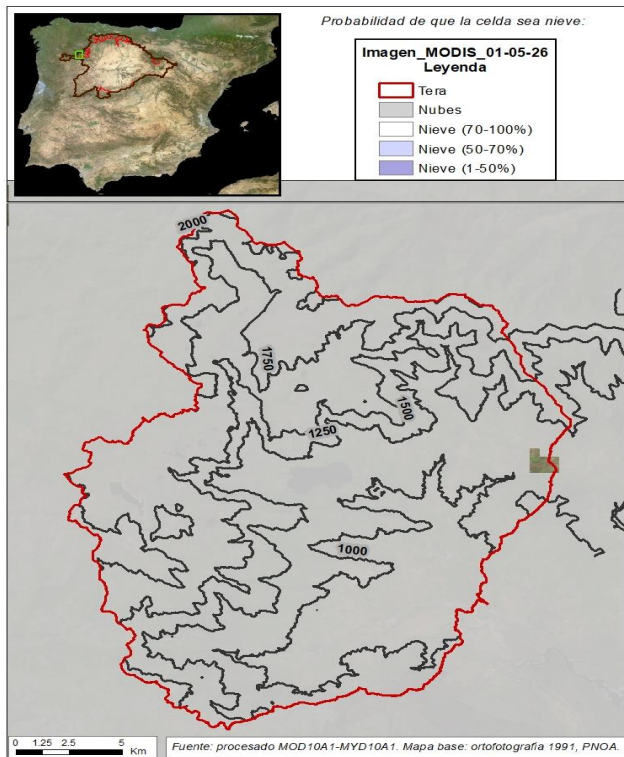 Probabilidad de que la celda sea nieve:
Imagen_MODIS_01-05-26
Leyenda
Tera
Nubes
Nieve (70-100%)
Nieve (50-70%)
Nieve (1-50%)
2000
1750
1500
1250
1000
0 1.25 2.5 5
Km
Fuente: procesado MOD10A1-MYD10A1. Mapa base: ortofotografía 1991, PNOA.